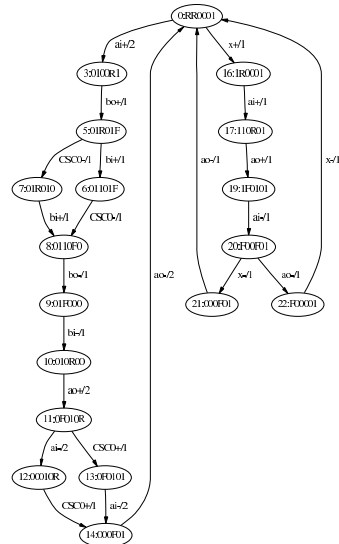 0:RR0001
ai+/2
x+/1
3:0100R1
16:1R0001
bo+/1
ai+/1
5:01R01F
17:110R01
CSC0-/1
bi+/1
ao-/1
ao+/1
x-/1
7:01R010
6:01101F
19:1F0101
bi+/1
CSC0-/1
ai-/1
8:0110F0
20:F00F01
bo-/1
ao-/2
x-/1
ao-/1
9:01F000
21:000F01
22:F00001
bi-/1
10:010R00
ao+/2
11:0F010R
ai-/2
CSC0+/1
12:00010R
13:0F0101
CSC0+/1
ai-/2
14:000F01